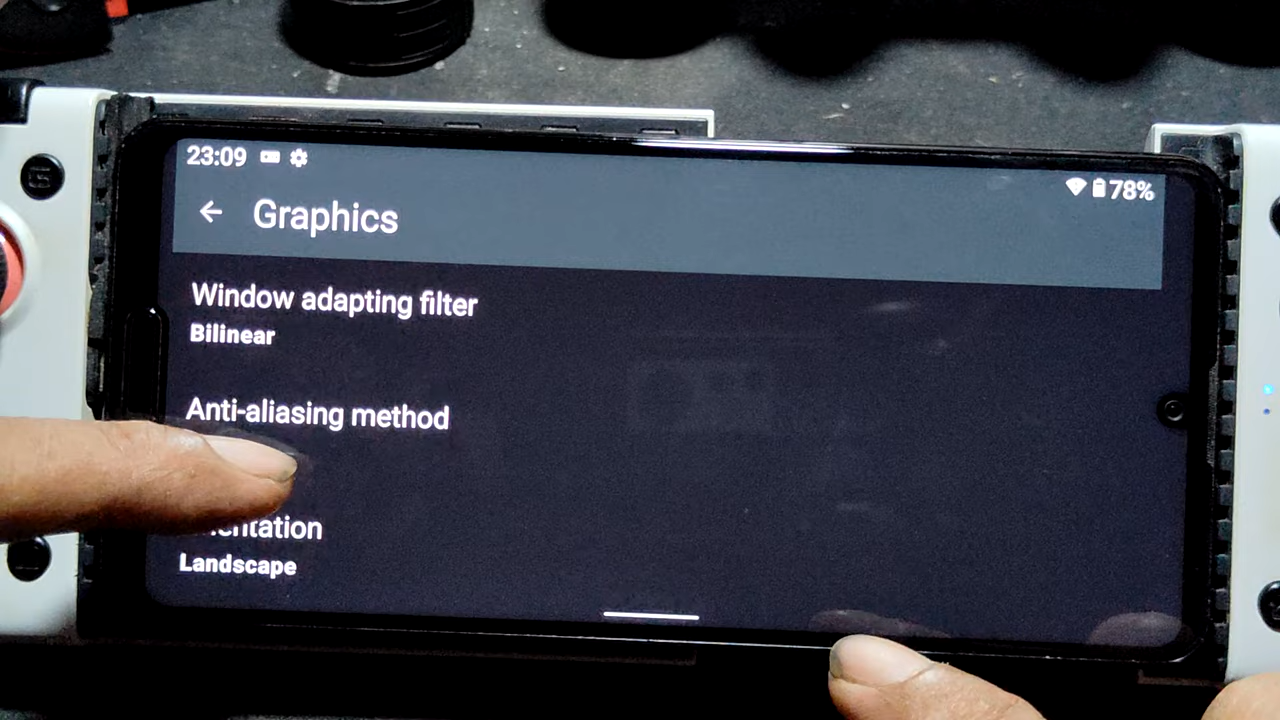 23:09
78%
Graphics
Window adapting filter
Bilinear
Anti-aliasing method
Landscape